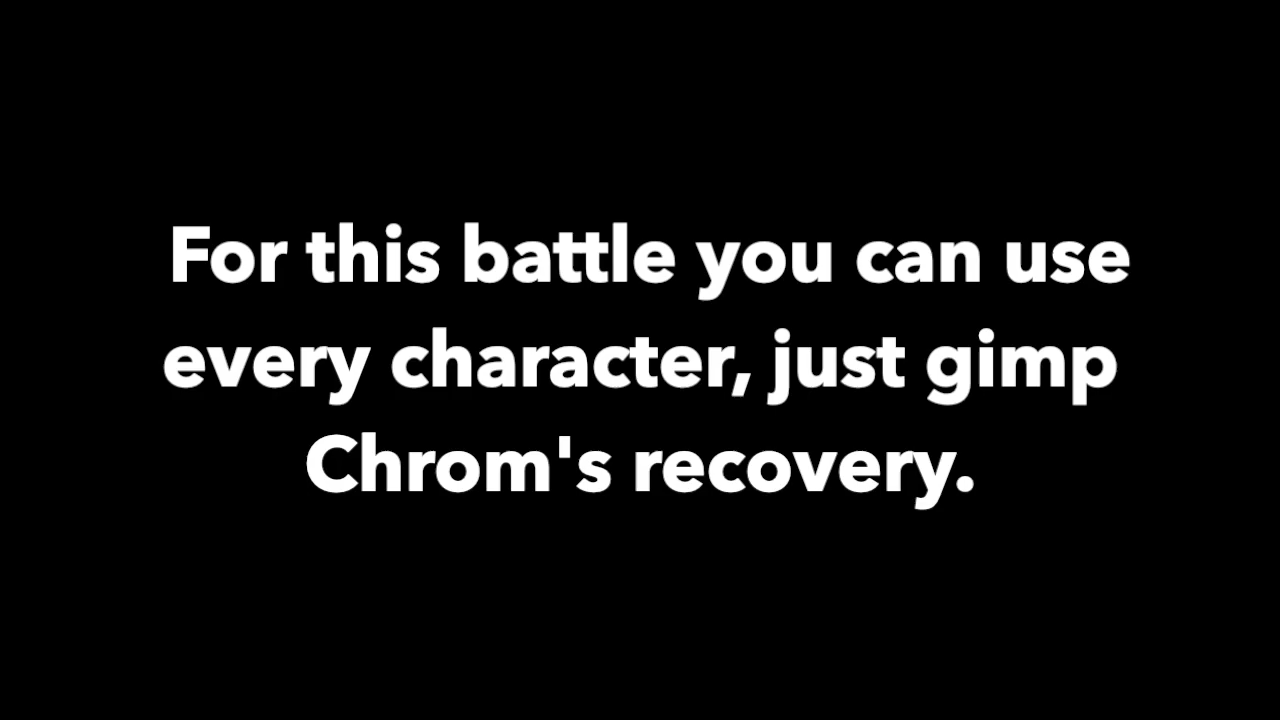 For this battle you can use
every character, just gimp
Chrom's recovery.